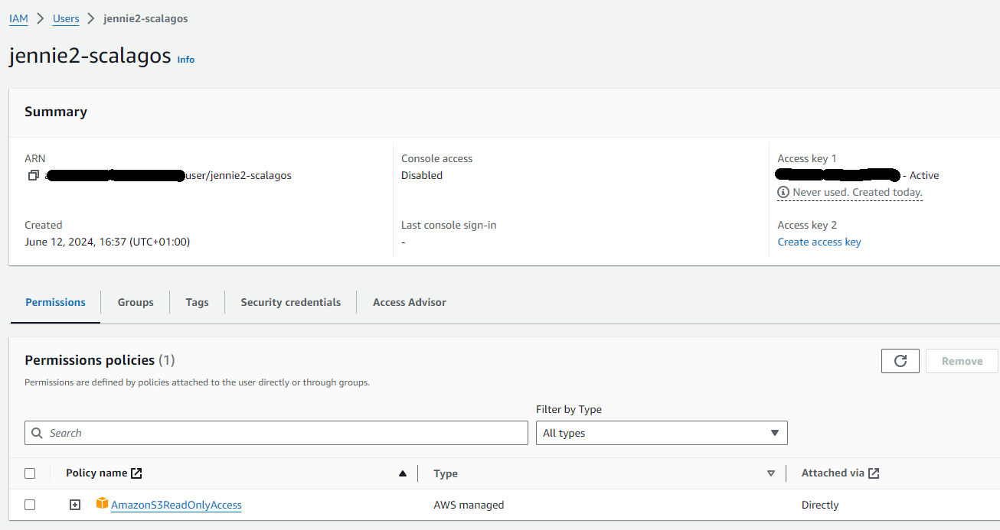 IAM > Users > jennie2-scalagos
jennie2-scalagos Info
Summary
ARN
user/jennie2-scalagos
Created
June 12, 2024, 16:37 (UTC+01:00)
Console access
Disabled
Last console sign-in
-
Access key 1
- Active
Never used. Created today.
Access key 2
Create access key
Permissions Groups Tags Security credentials Access Advisor
Permissions policies (1)
Remove
Permissions are defined by policies attached to the user directly or through groups.
Filter by Type
Search All types
Policy name Type Attached via
AmazonS3ReadOnlyAccess AWS managed Directly